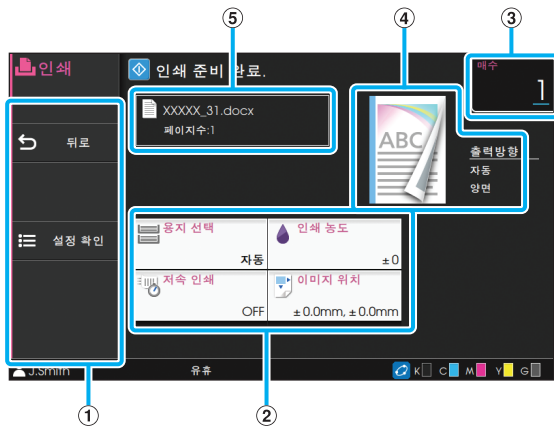 ⑤
④
③
인쇄
인쇄 준비 완료.
매수
1
XXXXX_31.docx
페이지수:1
뒤로
ABC
출력방향
자동
양면
설정 확인
용지 선택
자동
인쇄 농도
±0
저속 인쇄
OFF
이미지 위치
±0.0mm, ±0.0mm
J.Smith
유휴
K C M Y G
①
②